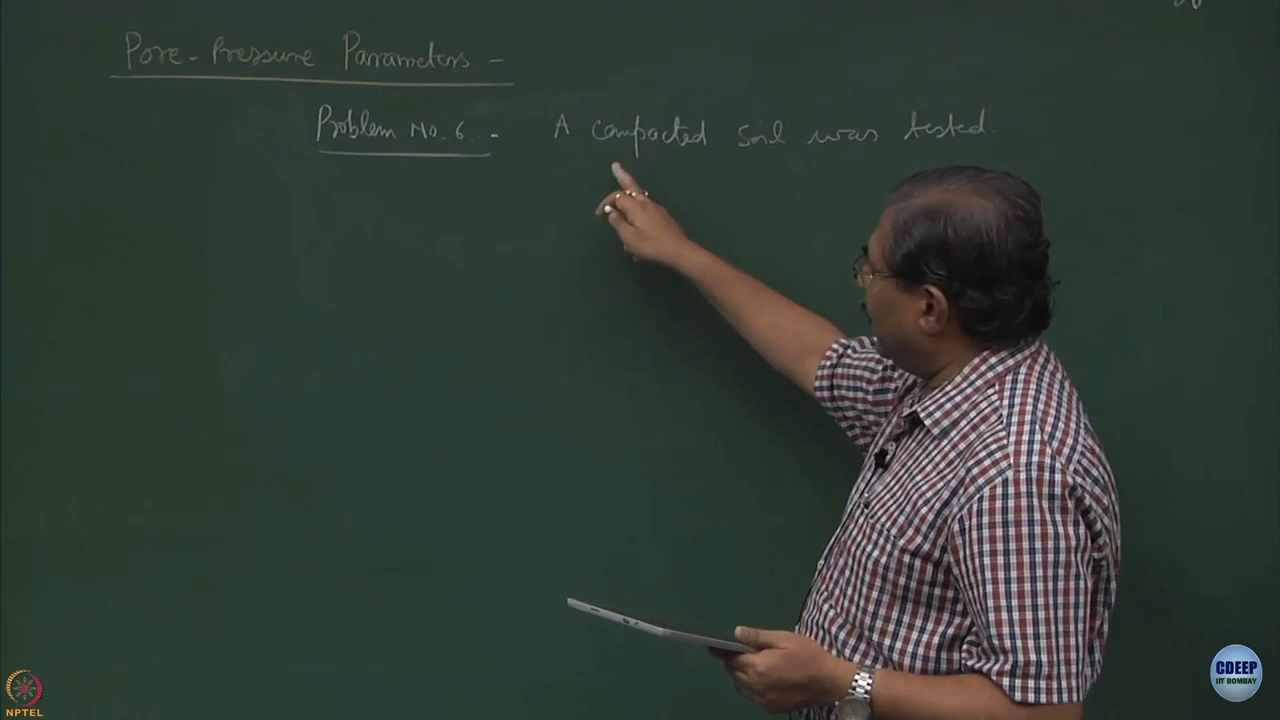 Pore-Pressure Parameters -
Problem No. 6. - A compacted soil was tested.
NPTEL
CDEEP
IIT BOMBAY